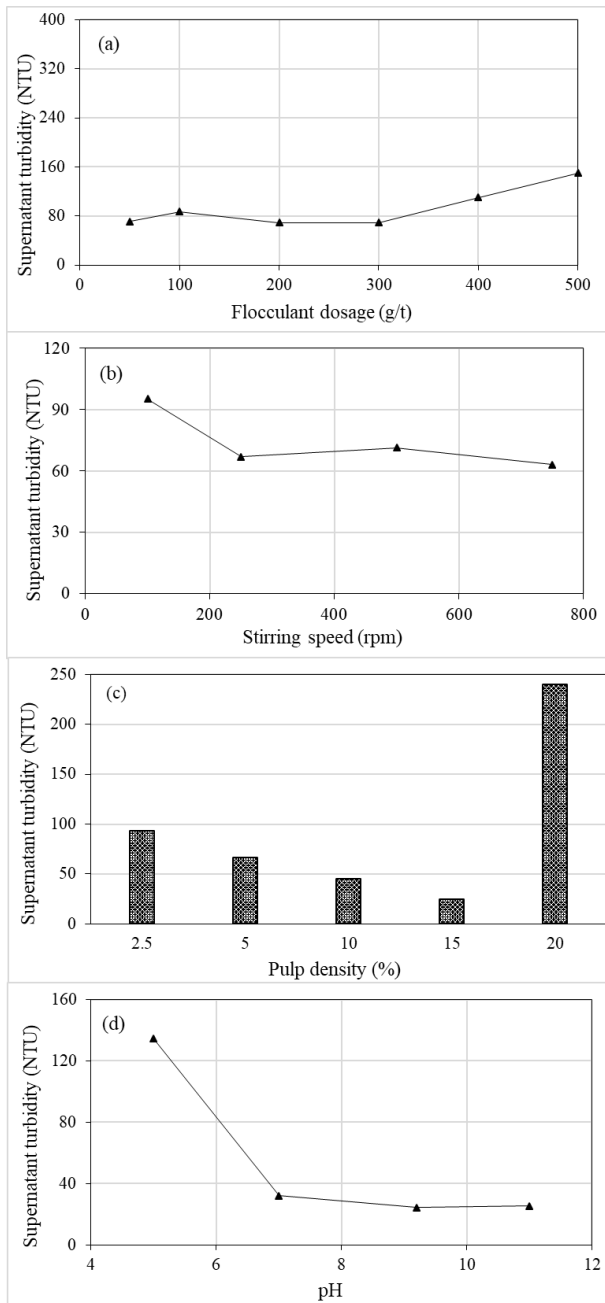 (a)
Supernatant turbidity (NTU)
400
320
240
160
80
0
0 100 200 300 400 500
Flocculant dosage (g/t)
(b)
Supernatant turbidity (NTU)
120
90
60
30
0
0 200 400 600 800
Stirring speed (rpm)
(c)
Supernatant turbidity (NTU)
250
200
150
100
50
0
2.5 5 10 15 20
Pulp density (%)
(d)
Supernatant turbidity (NTU)
160
120
80
40
0
4 6 8 10 12
pH